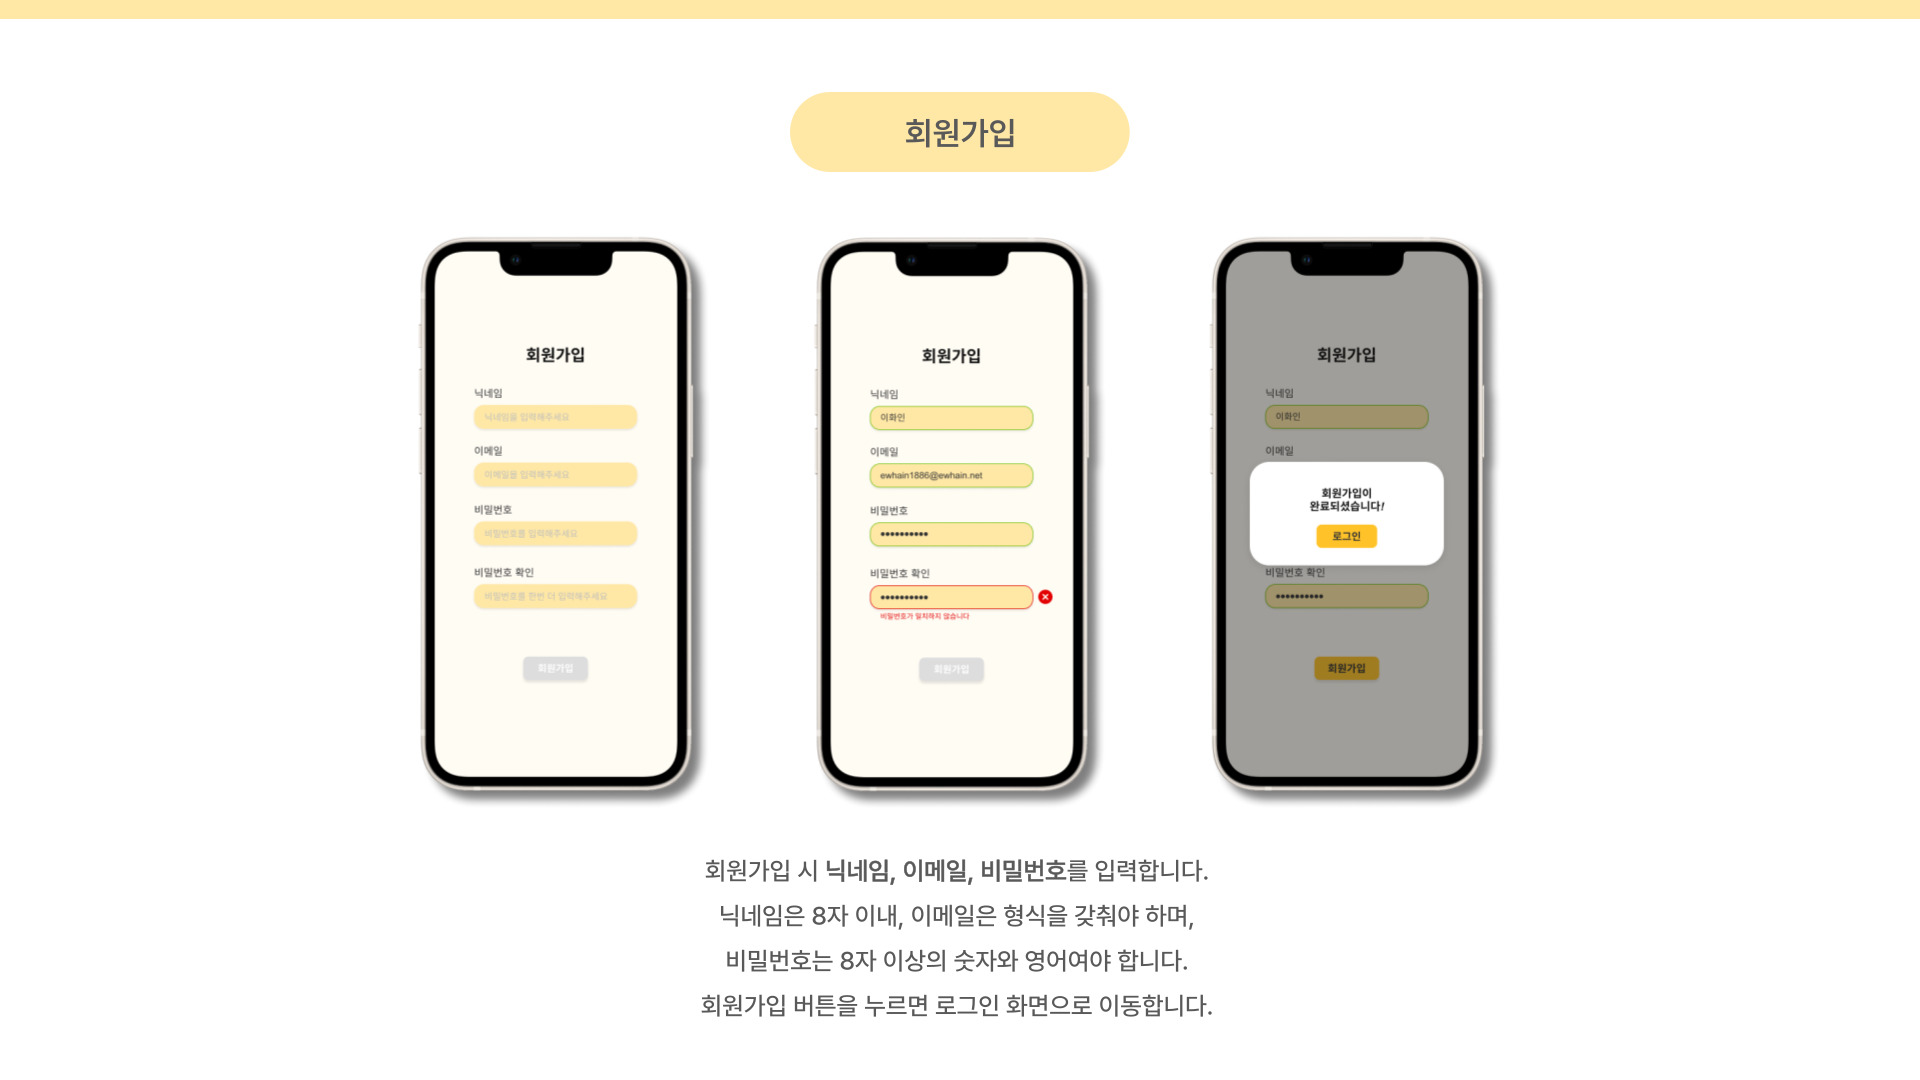 회원가입
회원가입
닉네임
닉네임을 입력해주세요
이메일
이메일을 입력해주세요
비밀번호
비밀번호를 입력해주세요
비밀번호 확인
비밀번호를 한번 더 입력해주세요
회원가입
회원가입
닉네임
이화인
이메일
ewhain1886@ewhain.net
비밀번호
••••••••••
비밀번호 확인
••••••••••
비밀번호가 일치하지 않습니다
회원가입
회원가입
닉네임
이화인
이메일
회원가입이
완료되셨습니다!
로그인
비밀번호 확인
••••••••••
회원가입
회원가입 시 닉네임, 이메일, 비밀번호를 입력합니다.
닉네임은 8자 이내, 이메일은 형식을 갖춰야 하며,
비밀번호는 8자 이상의 숫자와 영어여야 합니다.
회원가입 버튼을 누르면 로그인 화면으로 이동합니다.